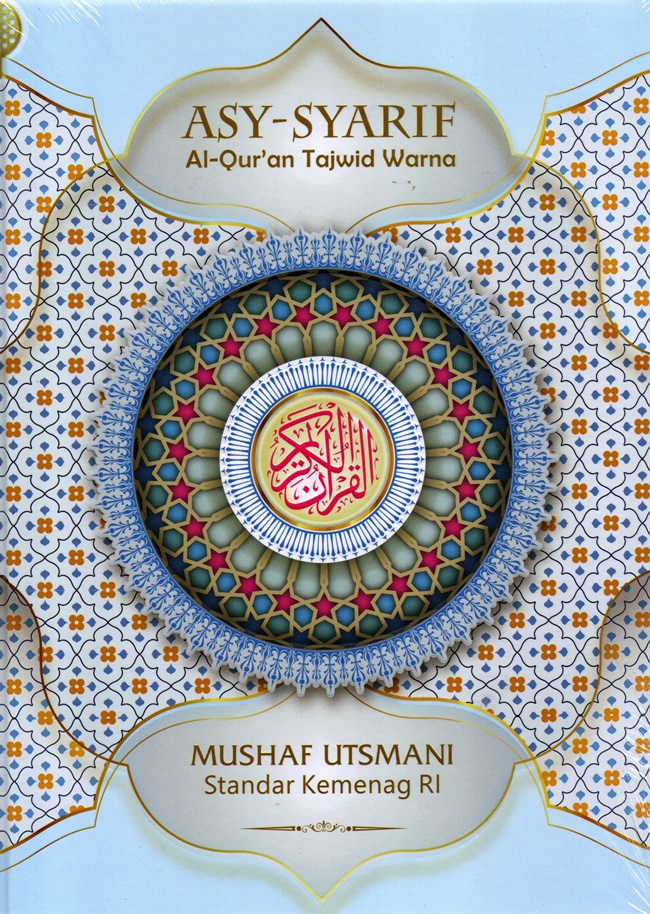 ASY-SYARIF
Al-Qur'an Tajwid Warna
القرآن الكريم
MUSHAF UTSMANI
Standar Kemenag RI